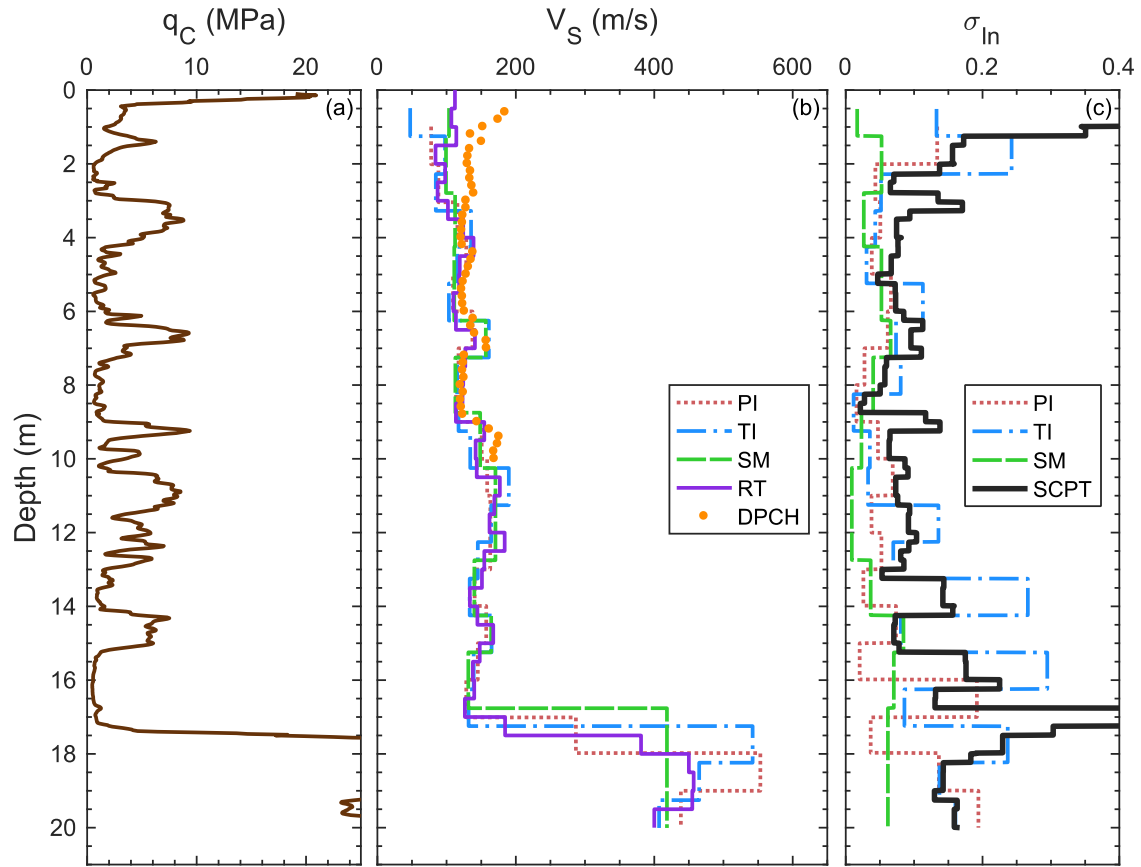 q_C (MPa)
V_S (m/s)
σ_ln
0 10 20
0 200 400 600
0 0.2 0.4
(a)
(b)
(c)
Depth (m)
0
2
4
6
8
10
12
14
16
18
20
PI
TI
SM
RT
DPCH
PI
TI
SM
SCPT